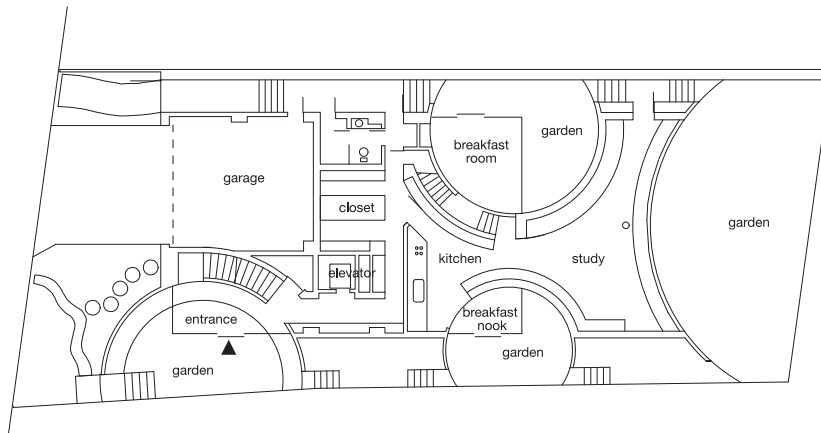 breakfast
room
garden
garage
closet
garden
kitchen
study
elevator
entrance
breakfast
nook
garden
garden